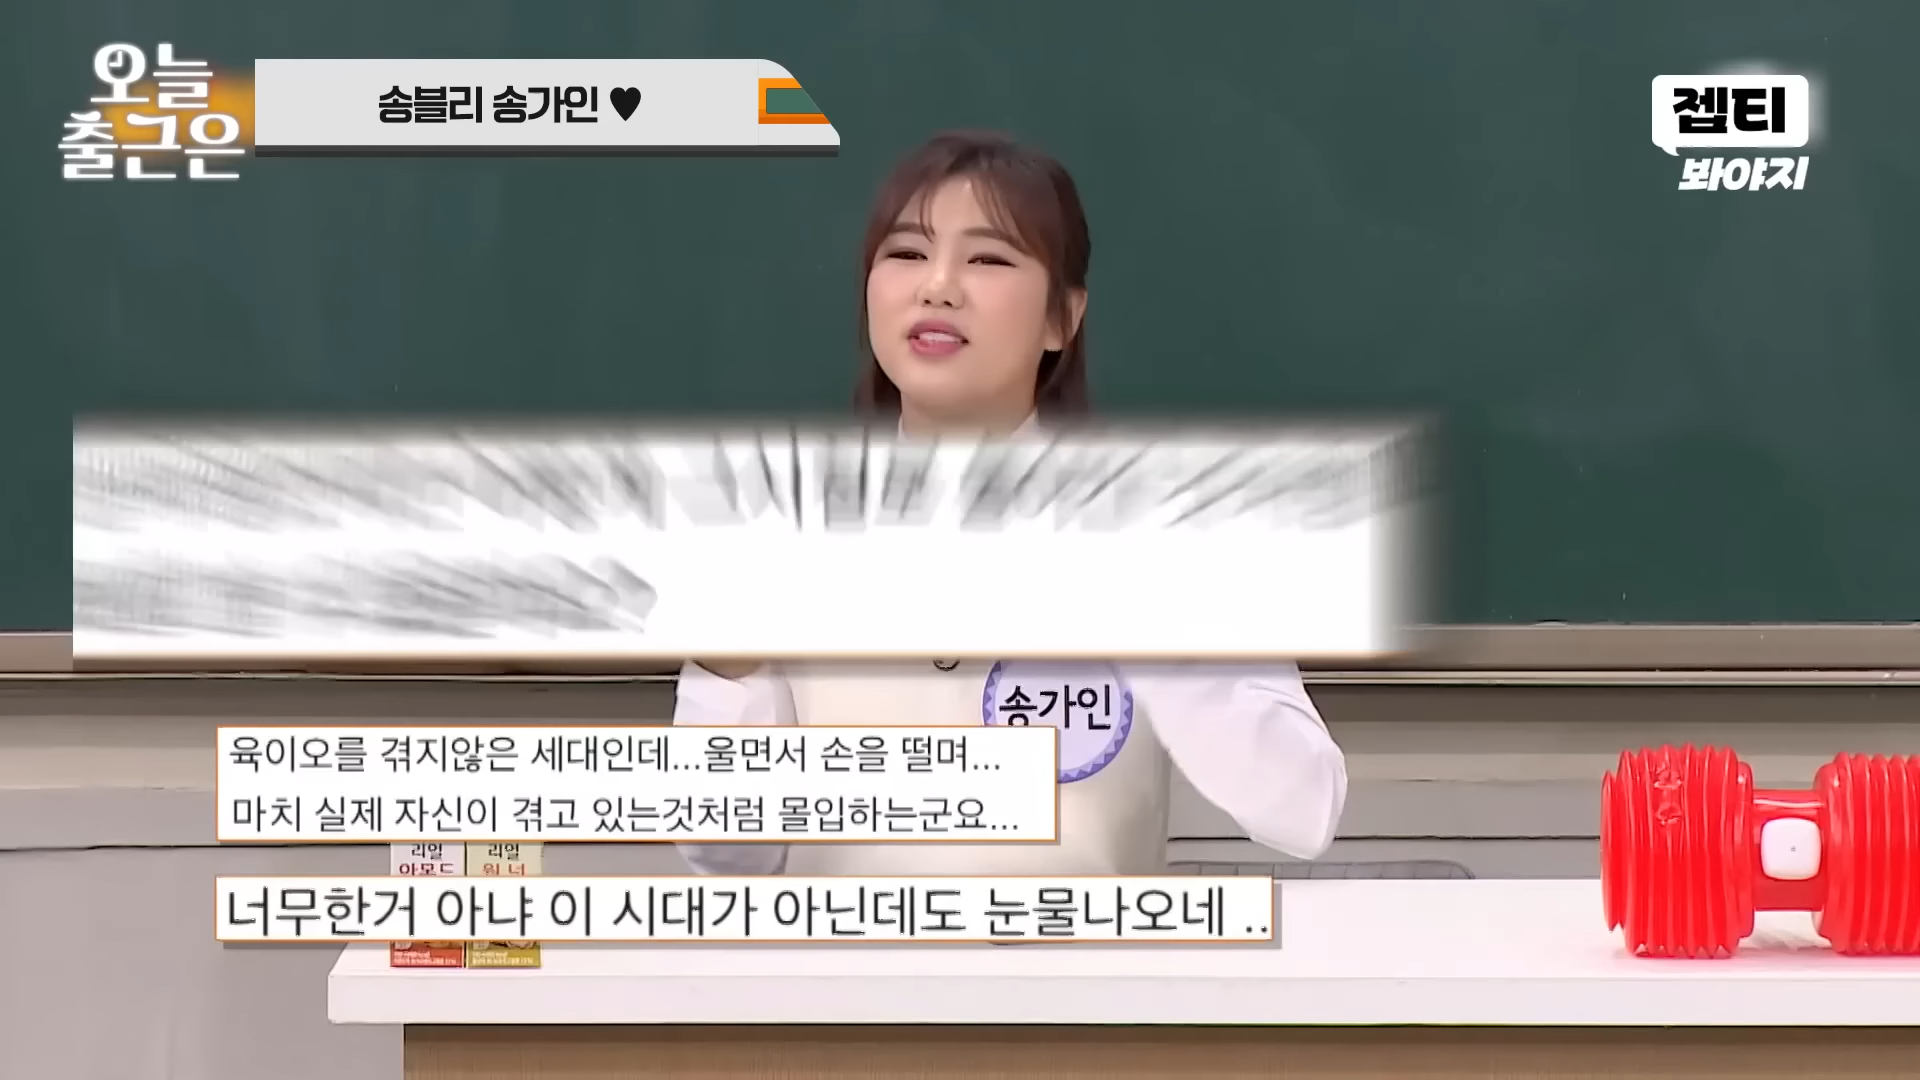 오늘
출근은
송블리 송가인 ♥
젭티
봐야지
송가인
육이오를 겪지않은 세대인데...울면서 손을 떨며...
마치 실제 자신이 겪고 있는것처럼 몰입하는군요...
리얼
리얼
아몬드
너무한거 아냐 이 시대가 아닌데도 눈물나오네 ..